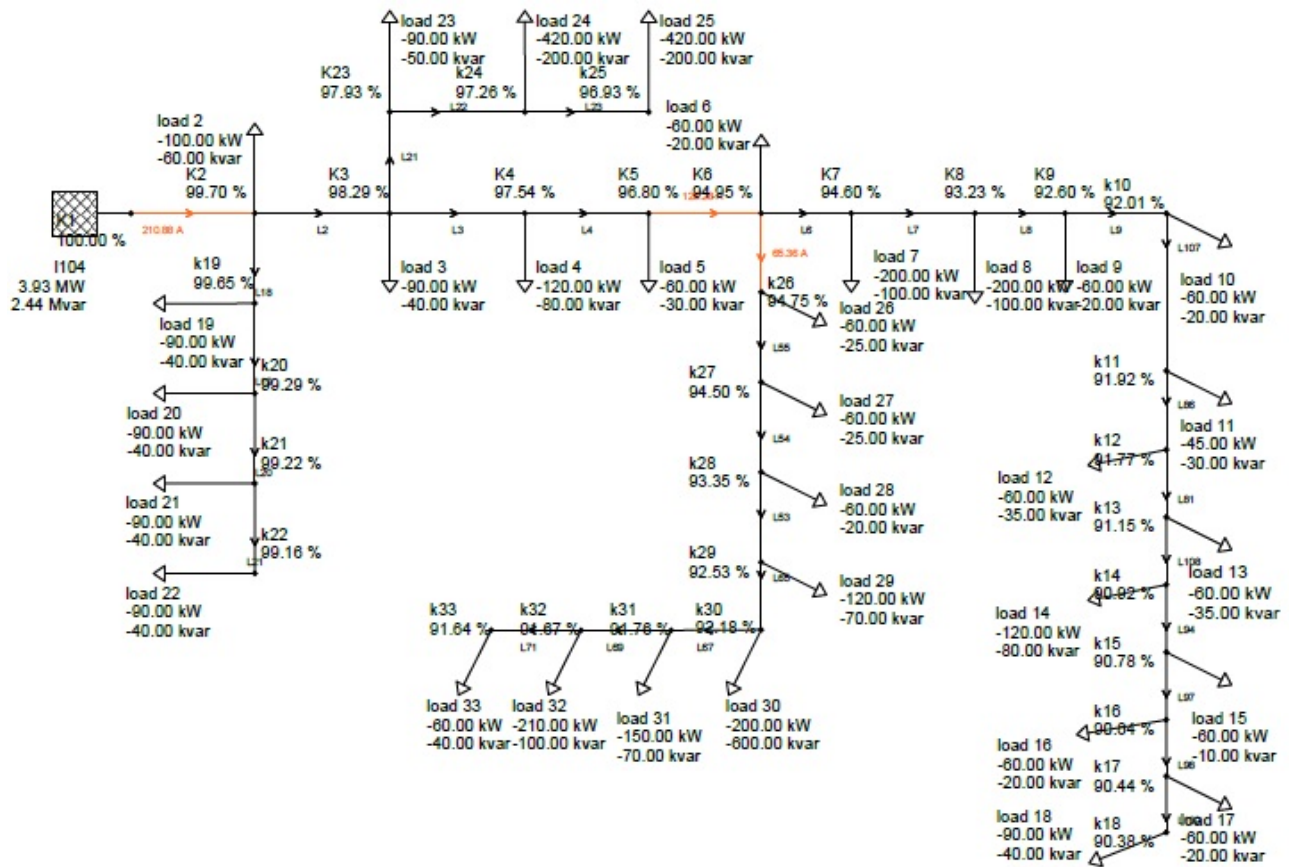 load 23
-90.00 kW
-50.00 kvar
load 24
-420.00 kW
-200.00 kvar
load 25
-420.00 kW
-200.00 kvar
K23
97.93 %
k24
97.26 %
L22
k25
96.93 %
L23
load 2
-100.00 kW
-60.00 kvar
load 6
-60.00 kW
-20.00 kvar
L21
K1
100.00 %
210.88 A
K2
99.70 %
K3
98.29 %
K4
97.54 %
K5
96.80 %
K6
94.95 %
K7
94.60 %
K8
93.23 %
K9
92.60 %
k10
92.01 %
L2
L3
L4
L6
L7
L8
L9
L107
I104
3.93 MW
2.44 Mvar
k19
99.65 %
L18
load 3
-90.00 kW
-40.00 kvar
load 4
-120.00 kW
-80.00 kvar
load 5
-60.00 kW
-30.00 kvar
65.36 A
load 7
-200.00 kW
-100.00 kvar
load 8
-200.00 kW
-100.00 kvar
load 9
-60.00 kW
-20.00 kvar
load 10
-60.00 kW
-20.00 kvar
k26
94.75 %
load 26
-60.00 kW
-25.00 kvar
load 19
-90.00 kW
-40.00 kvar
k20
99.29 %
L55
k27
94.50 %
load 27
-60.00 kW
-25.00 kvar
k11
91.92 %
L86
load 20
-90.00 kW
-40.00 kvar
k21
99.22 %
L20
L54
k28
93.35 %
load 28
-60.00 kW
-20.00 kvar
load 11
-45.00 kW
-30.00 kvar
k12
91.77 %
load 12
-60.00 kW
-35.00 kvar
L81
load 21
-90.00 kW
-40.00 kvar
k22
99.16 %
L21
L53
k29
92.53 %
load 29
-120.00 kW
-70.00 kvar
k13
91.15 %
L108
load 13
-60.00 kW
-35.00 kvar
load 22
-90.00 kW
-40.00 kvar
k14
90.92 %
load 14
-120.00 kW
-80.00 kvar
L94
k33
91.64 %
k32
91.67 %
k31
91.76 %
k30
92.18 %
L71
L69
L67
k15
90.78 %
L97
load 33
-60.00 kW
-40.00 kvar
load 32
-210.00 kW
-100.00 kvar
load 31
-150.00 kW
-70.00 kvar
load 30
-200.00 kW
-600.00 kvar
k16
90.64 %
load 15
-60.00 kW
-10.00 kvar
load 16
-60.00 kW
-20.00 kvar
L98
k17
90.44 %
load 17
-60.00 kW
-20.00 kvar
load 18
-90.00 kW
-40.00 kvar
k18
90.38 %